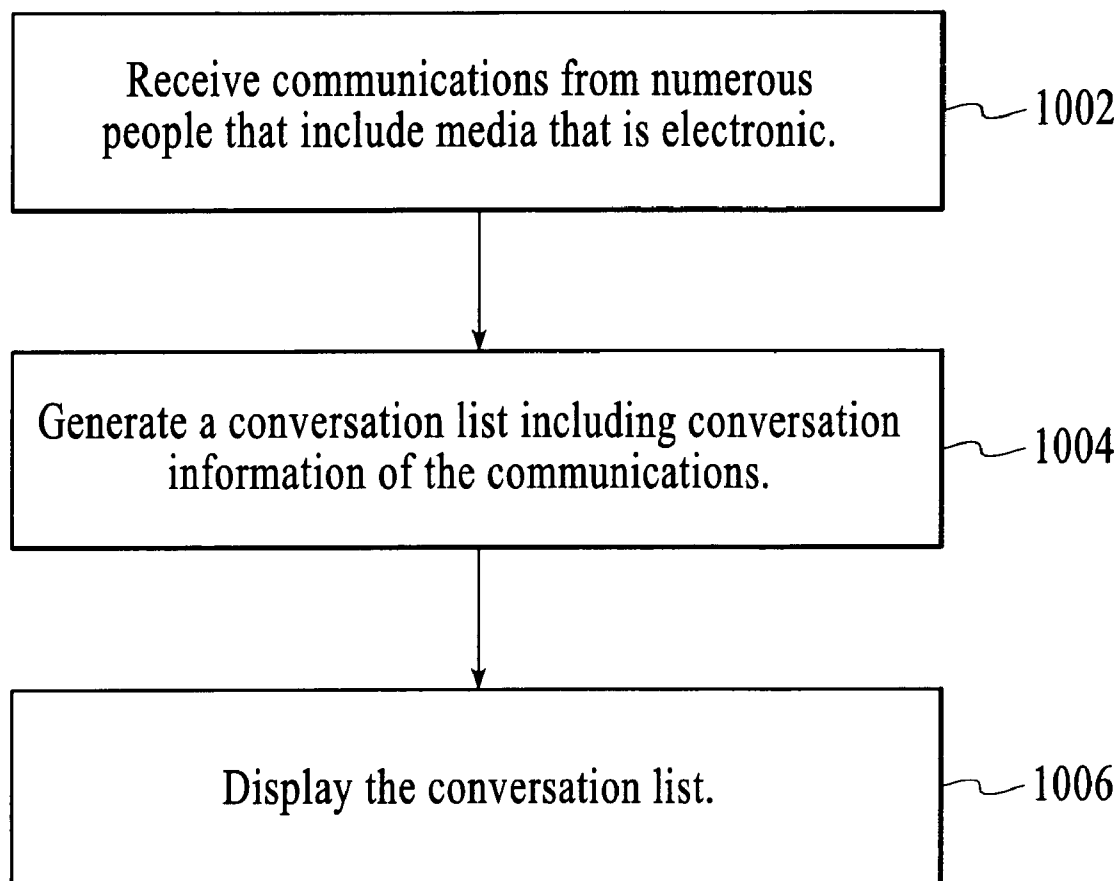 Receive communications from numerous
people that include media that is electronic.
1002
Generate a conversation list including conversation
information of the communications.
1004
Display the conversation list.
1006